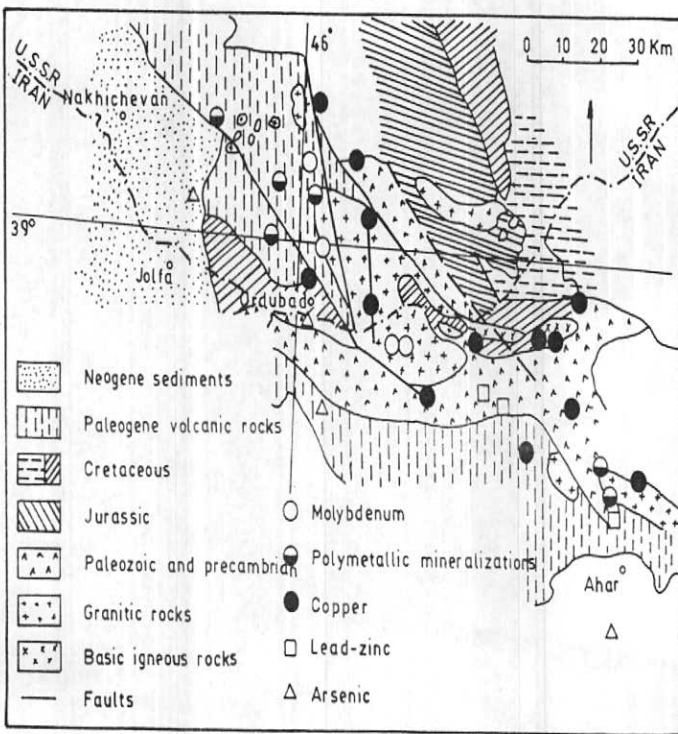 46°
0 10 20 30 Km
U.S.S.R
IRAN
Nakhichevan
U.S.S.R
IRAN
39°
Jolfa
Ordubad
Neogene sediments
Paleogene volcanic rocks
Cretaceous
Jurassic
Paleozoic and precambrian
Granitic rocks
Basic igneous rocks
Faults
Molybdenum
Polymetallic mineralizations
Copper
Lead-zinc
Arsenic
Ahar